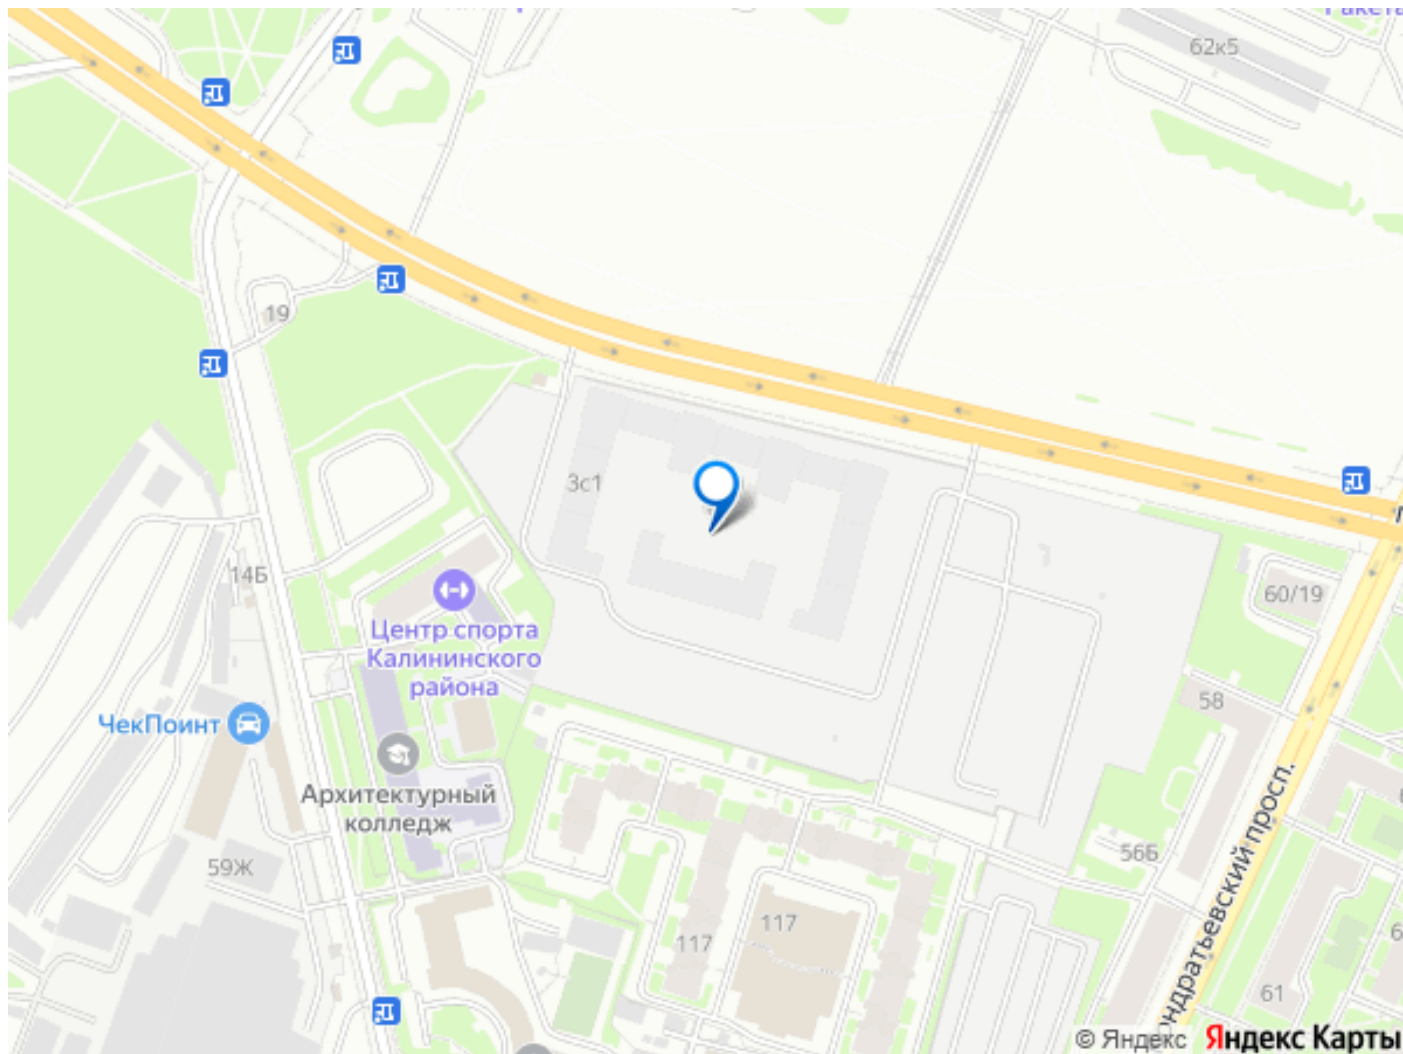 62к5
19
3с1
14Б
60/19
Центр спорта
Калининского
района
58
ЧекПоинт
Архитектурный
колледж
56Б
59Ж
117
117
61
ндратьевский просп.
© Яндекс Яндекс Карты